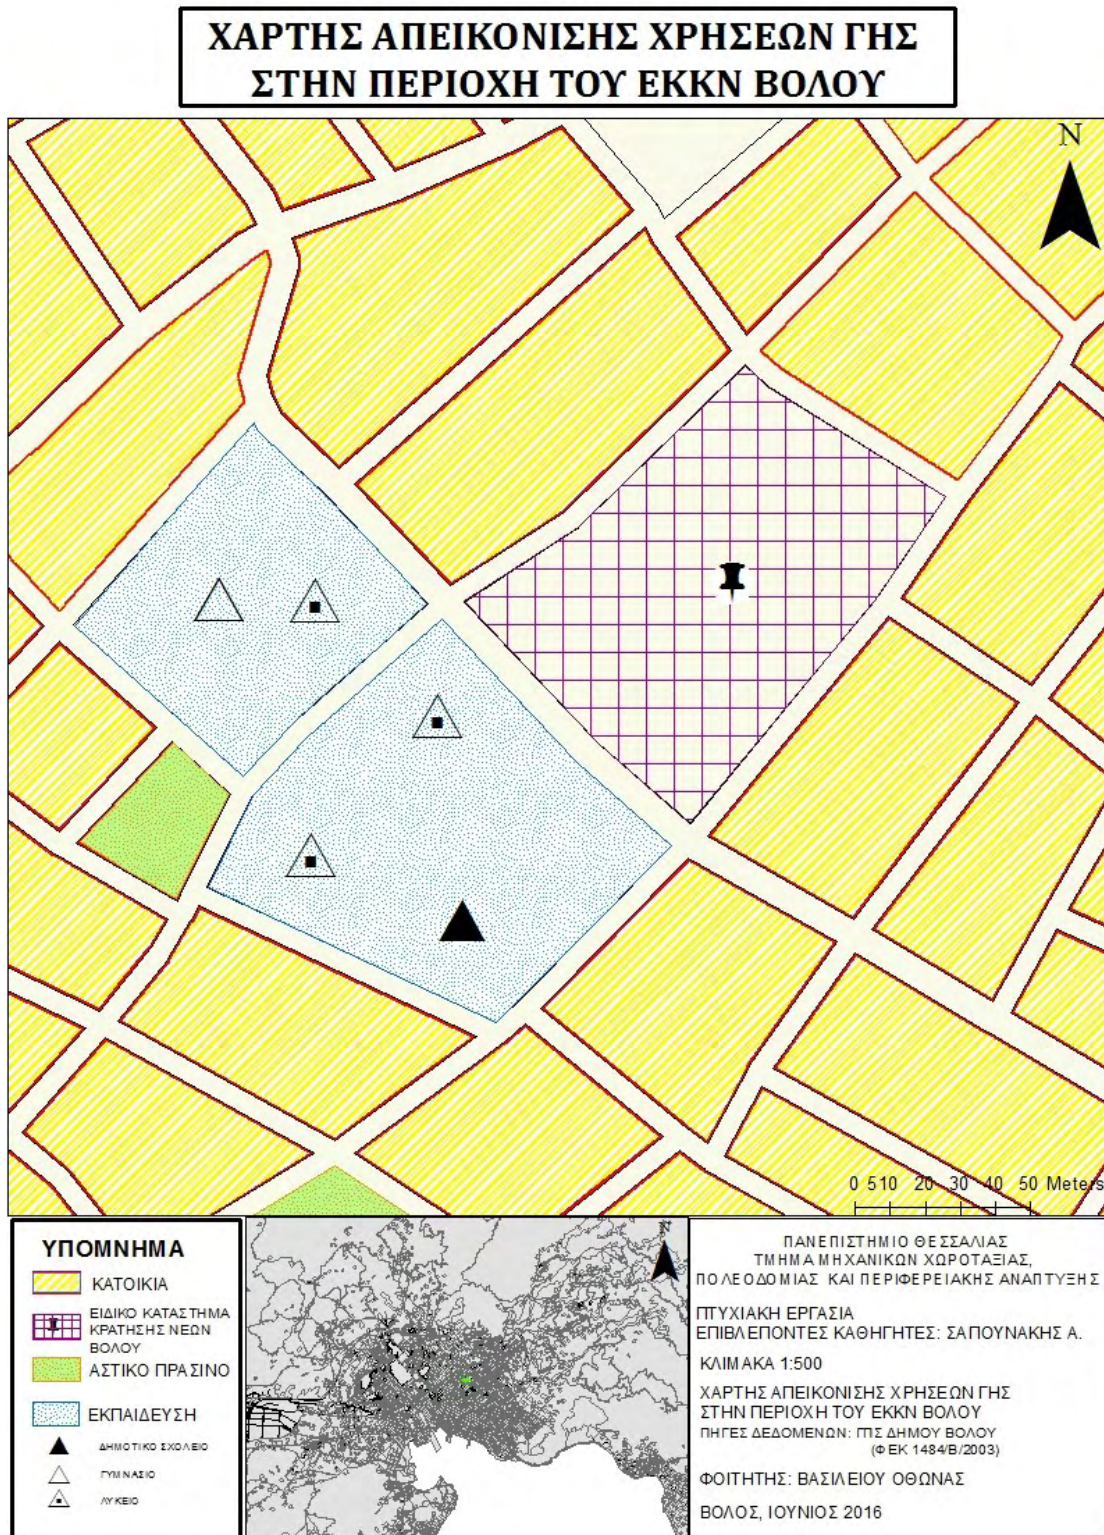 ΧΑΡΤΗΣ ΑΠΕΙΚΟΝΙΣΗΣ ΧΡΗΣΕΩΝ ΓΗΣ
ΣΤΗΝ ΠΕΡΙΟΧΗ ΤΟΥ ΕΚΚΝ ΒΟΛΟΥ
N
0 5 10 20 30 40 50 Meters
ΥΠΟΜΝΗΜΑ
ΚΑΤΟΙΚΙΑ
ΕΙΔΙΚΟ ΚΑΤΑΣΤΗΜΑ
ΚΡΑΤΗΣΗΣ ΝΕΩΝ
ΒΟΛΟΥ
ΑΣΤΙΚΟ ΠΡΑΣΙΝΟ
ΕΚΠΑΙΔΕΥΣΗ
ΔΗΜΟΤΙΚΟ ΣΧΟΛΕΙΟ
ΓΥΜΝΑΣΙΟ
ΛΥΚΕΙΟ
N
ΠΑΝΕΠΙΣΤΗΜΙΟ ΘΕΣΣΑΛΙΑΣ
ΤΜΗΜΑ ΜΗΧΑΝΙΚΩΝ ΧΩΡΟΤΑΞΙΑΣ,
ΠΟΛΕΟΔΟΜΙΑΣ ΚΑΙ ΠΕΡΙΦΕΡΕΙΑΚΗΣ ΑΝΑΠΤΥΞΗΣ
ΠΤΥΧΙΑΚΗ ΕΡΓΑΣΙΑ
ΕΠΙΒΛΕΠΟΝΤΕΣ ΚΑΘΗΓΗΤΕΣ: ΣΑΠΟΥΝΑΚΗΣ Α.
ΚΛΙΜΑΚΑ 1:500
ΧΑΡΤΗΣ ΑΠΕΙΚΟΝΙΣΗΣ ΧΡΗΣΕΩΝ ΓΗΣ
ΣΤΗΝ ΠΕΡΙΟΧΗ ΤΟΥ ΕΚΚΝ ΒΟΛΟΥ
ΠΗΓΕΣ ΔΕΔΟΜΕΝΩΝ: ΓΠΣ ΔΗΜΟΥ ΒΟΛΟΥ
(ΦΕΚ 1484/Β/2003)
ΦΟΙΤΗΤΗΣ: ΒΑΣΙΛΕΙΟΥ ΟΘΩΝΑΣ
ΒΟΛΟΣ, ΙΟΥΝΙΟΣ 2016